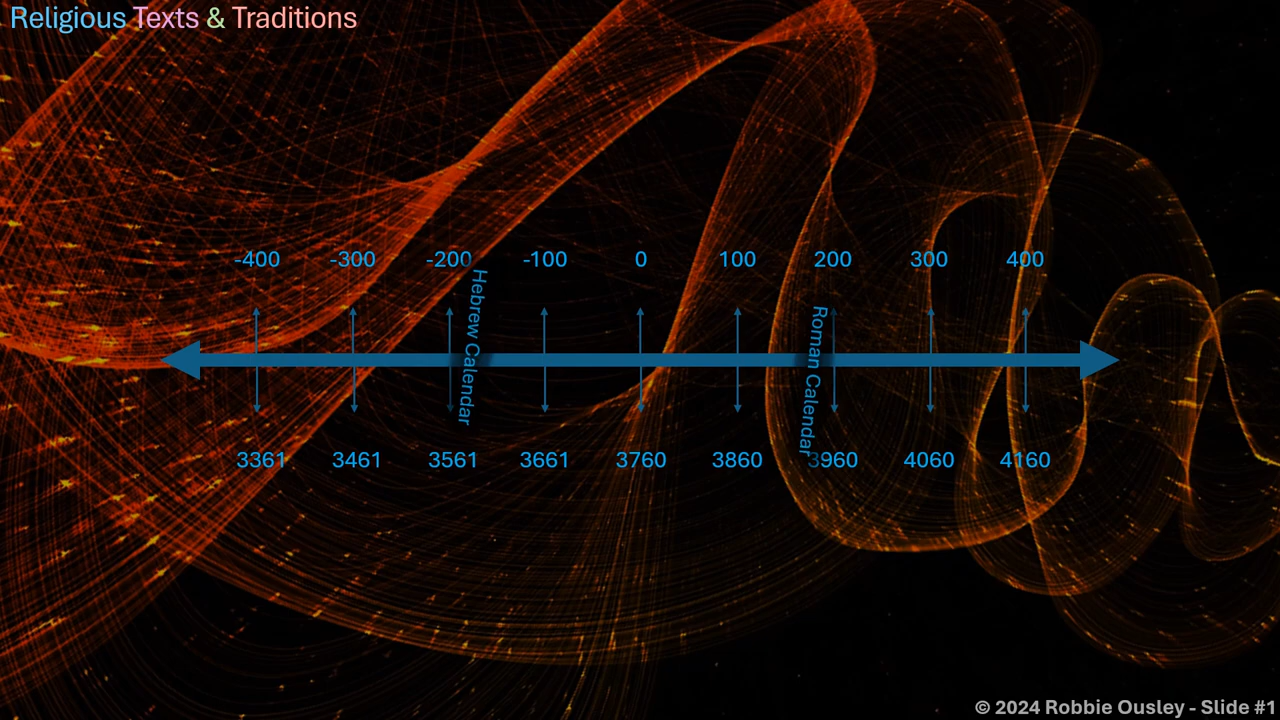 Religious Texts & Traditions
-400 -300 -200 -100 0 100 200 300 400
Hebrew Calendar
Roman Calendar
3361 3461 3561 3661 3760 3860 3960 4060 4160
© 2024 Robbie Ousley - Slide #1